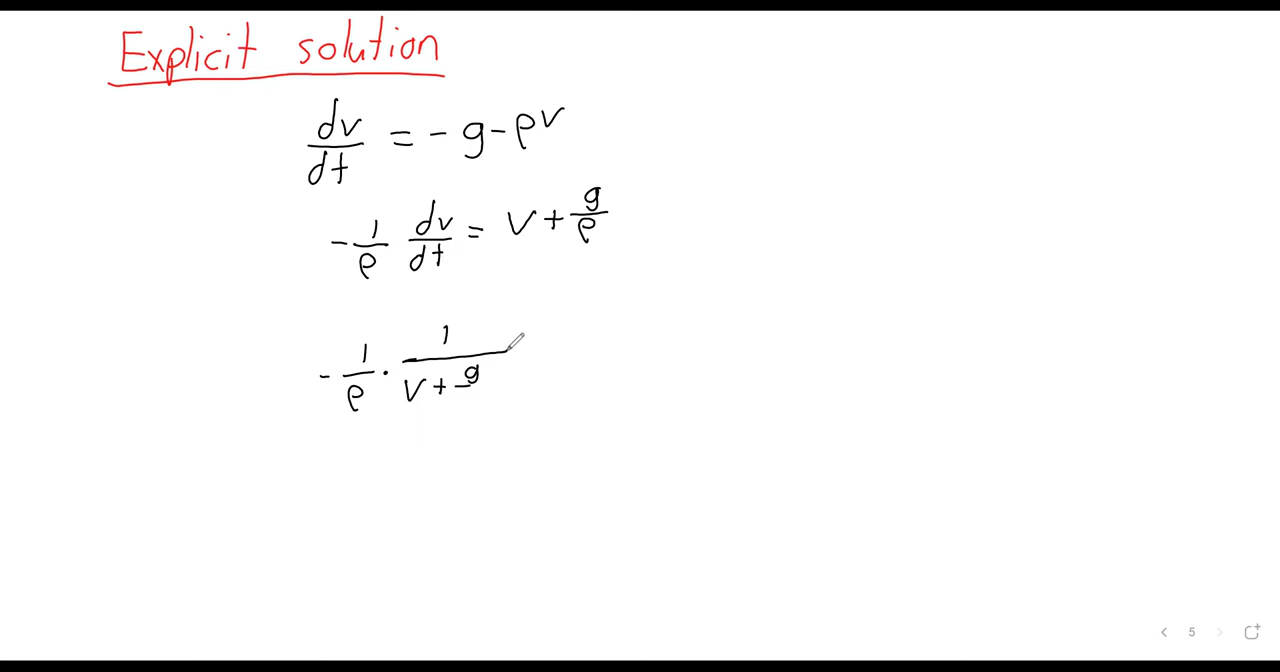 Explicit solution
dv/dt = - g - ρv
- 1/ρ dv/dt = v + g/ρ
- 1/ρ · 1/(v + g
< 5 >